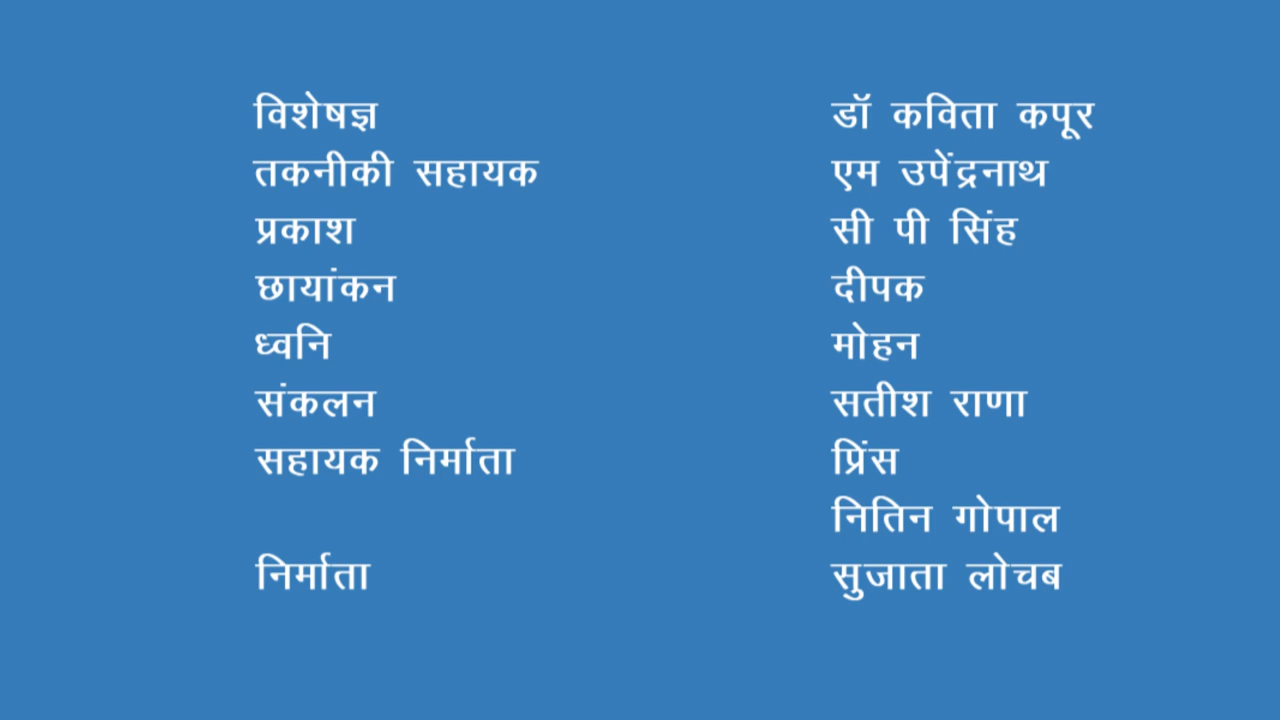 विशेषज्ञ डॉ कविता कपूर
तकनीकी सहायक एम उपेंद्रनाथ
प्रकाश सी पी सिंह
छायांकन दीपक
ध्वनि मोहन
संकलन सतीश राणा
सहायक निर्माता प्रिंस
नितिन गोपाल
निर्माता सुजाता लोचब